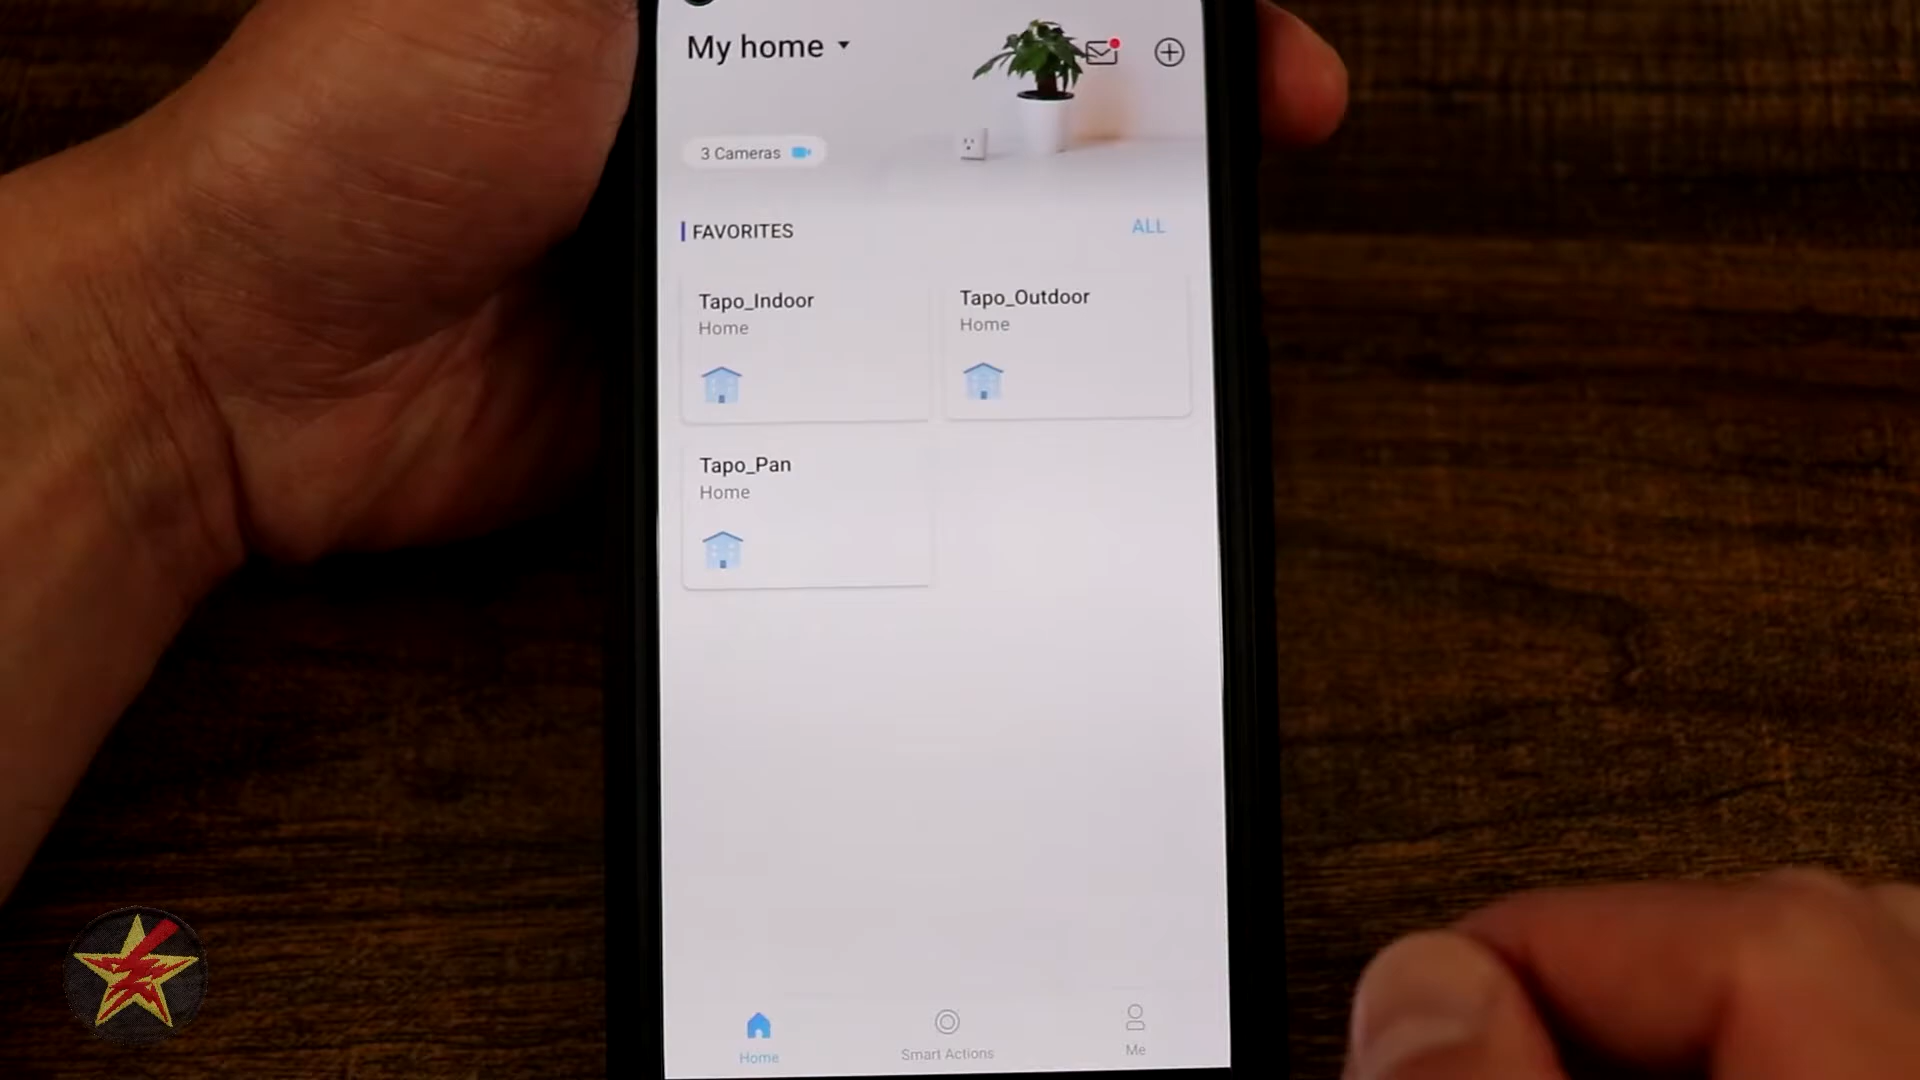 My home
3 Cameras
FAVORITES
ALL
Tapo_Indoor
Home
Tapo_Outdoor
Home
Tapo_Pan
Home
Home
Smart Actions
Me